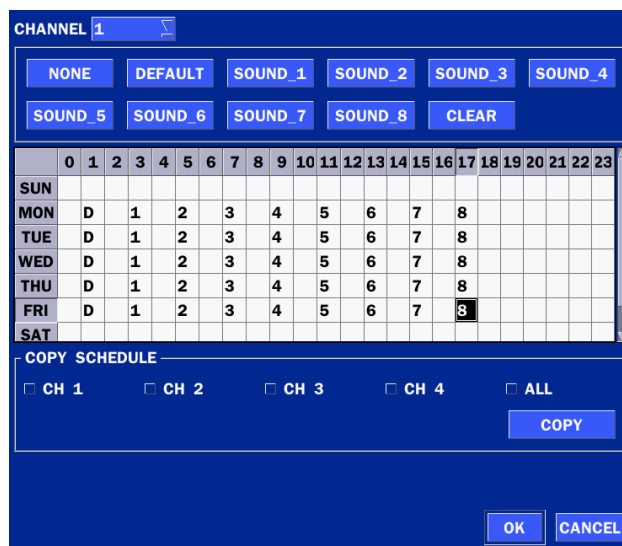 CHANNEL 1
NONE DEFAULT SOUND_1 SOUND_2 SOUND_3 SOUND_4
SOUND_5 SOUND_6 SOUND_7 SOUND_8 CLEAR
0 1 2 3 4 5 6 7 8 9 10 11 12 13 14 15 16 17 18 19 20 21 22 23
SUN
MON D 1 2 3 4 5 6 7 8
TUE D 1 2 3 4 5 6 7 8
WED D 1 2 3 4 5 6 7 8
THU D 1 2 3 4 5 6 7 8
FRI D 1 2 3 4 5 6 7 8
SAT
COPY SCHEDULE
CH 1 CH 2 CH 3 CH 4 ALL
COPY
OK CANCEL